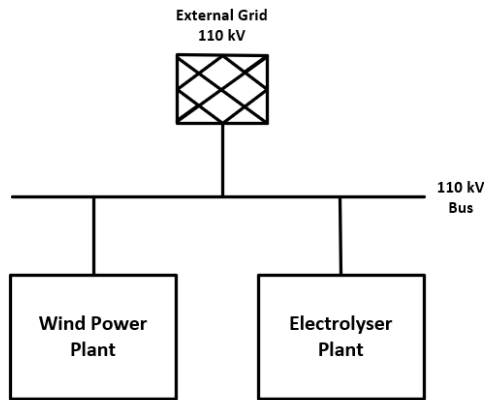 External Grid
110 kV
110 kV
Bus
Wind Power
Plant
Electrolyser
Plant